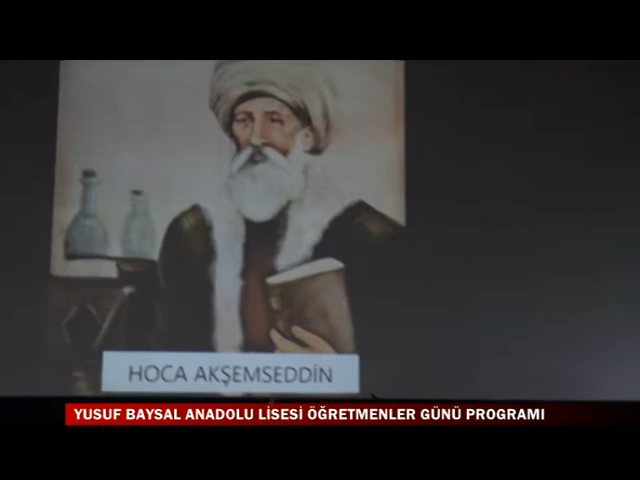 HOCA AKŞEMSEDDİN
YUSUF BAYSAL ANADOLU LİSESİ ÖĞRETMENLER GÜNÜ PROGRAMI